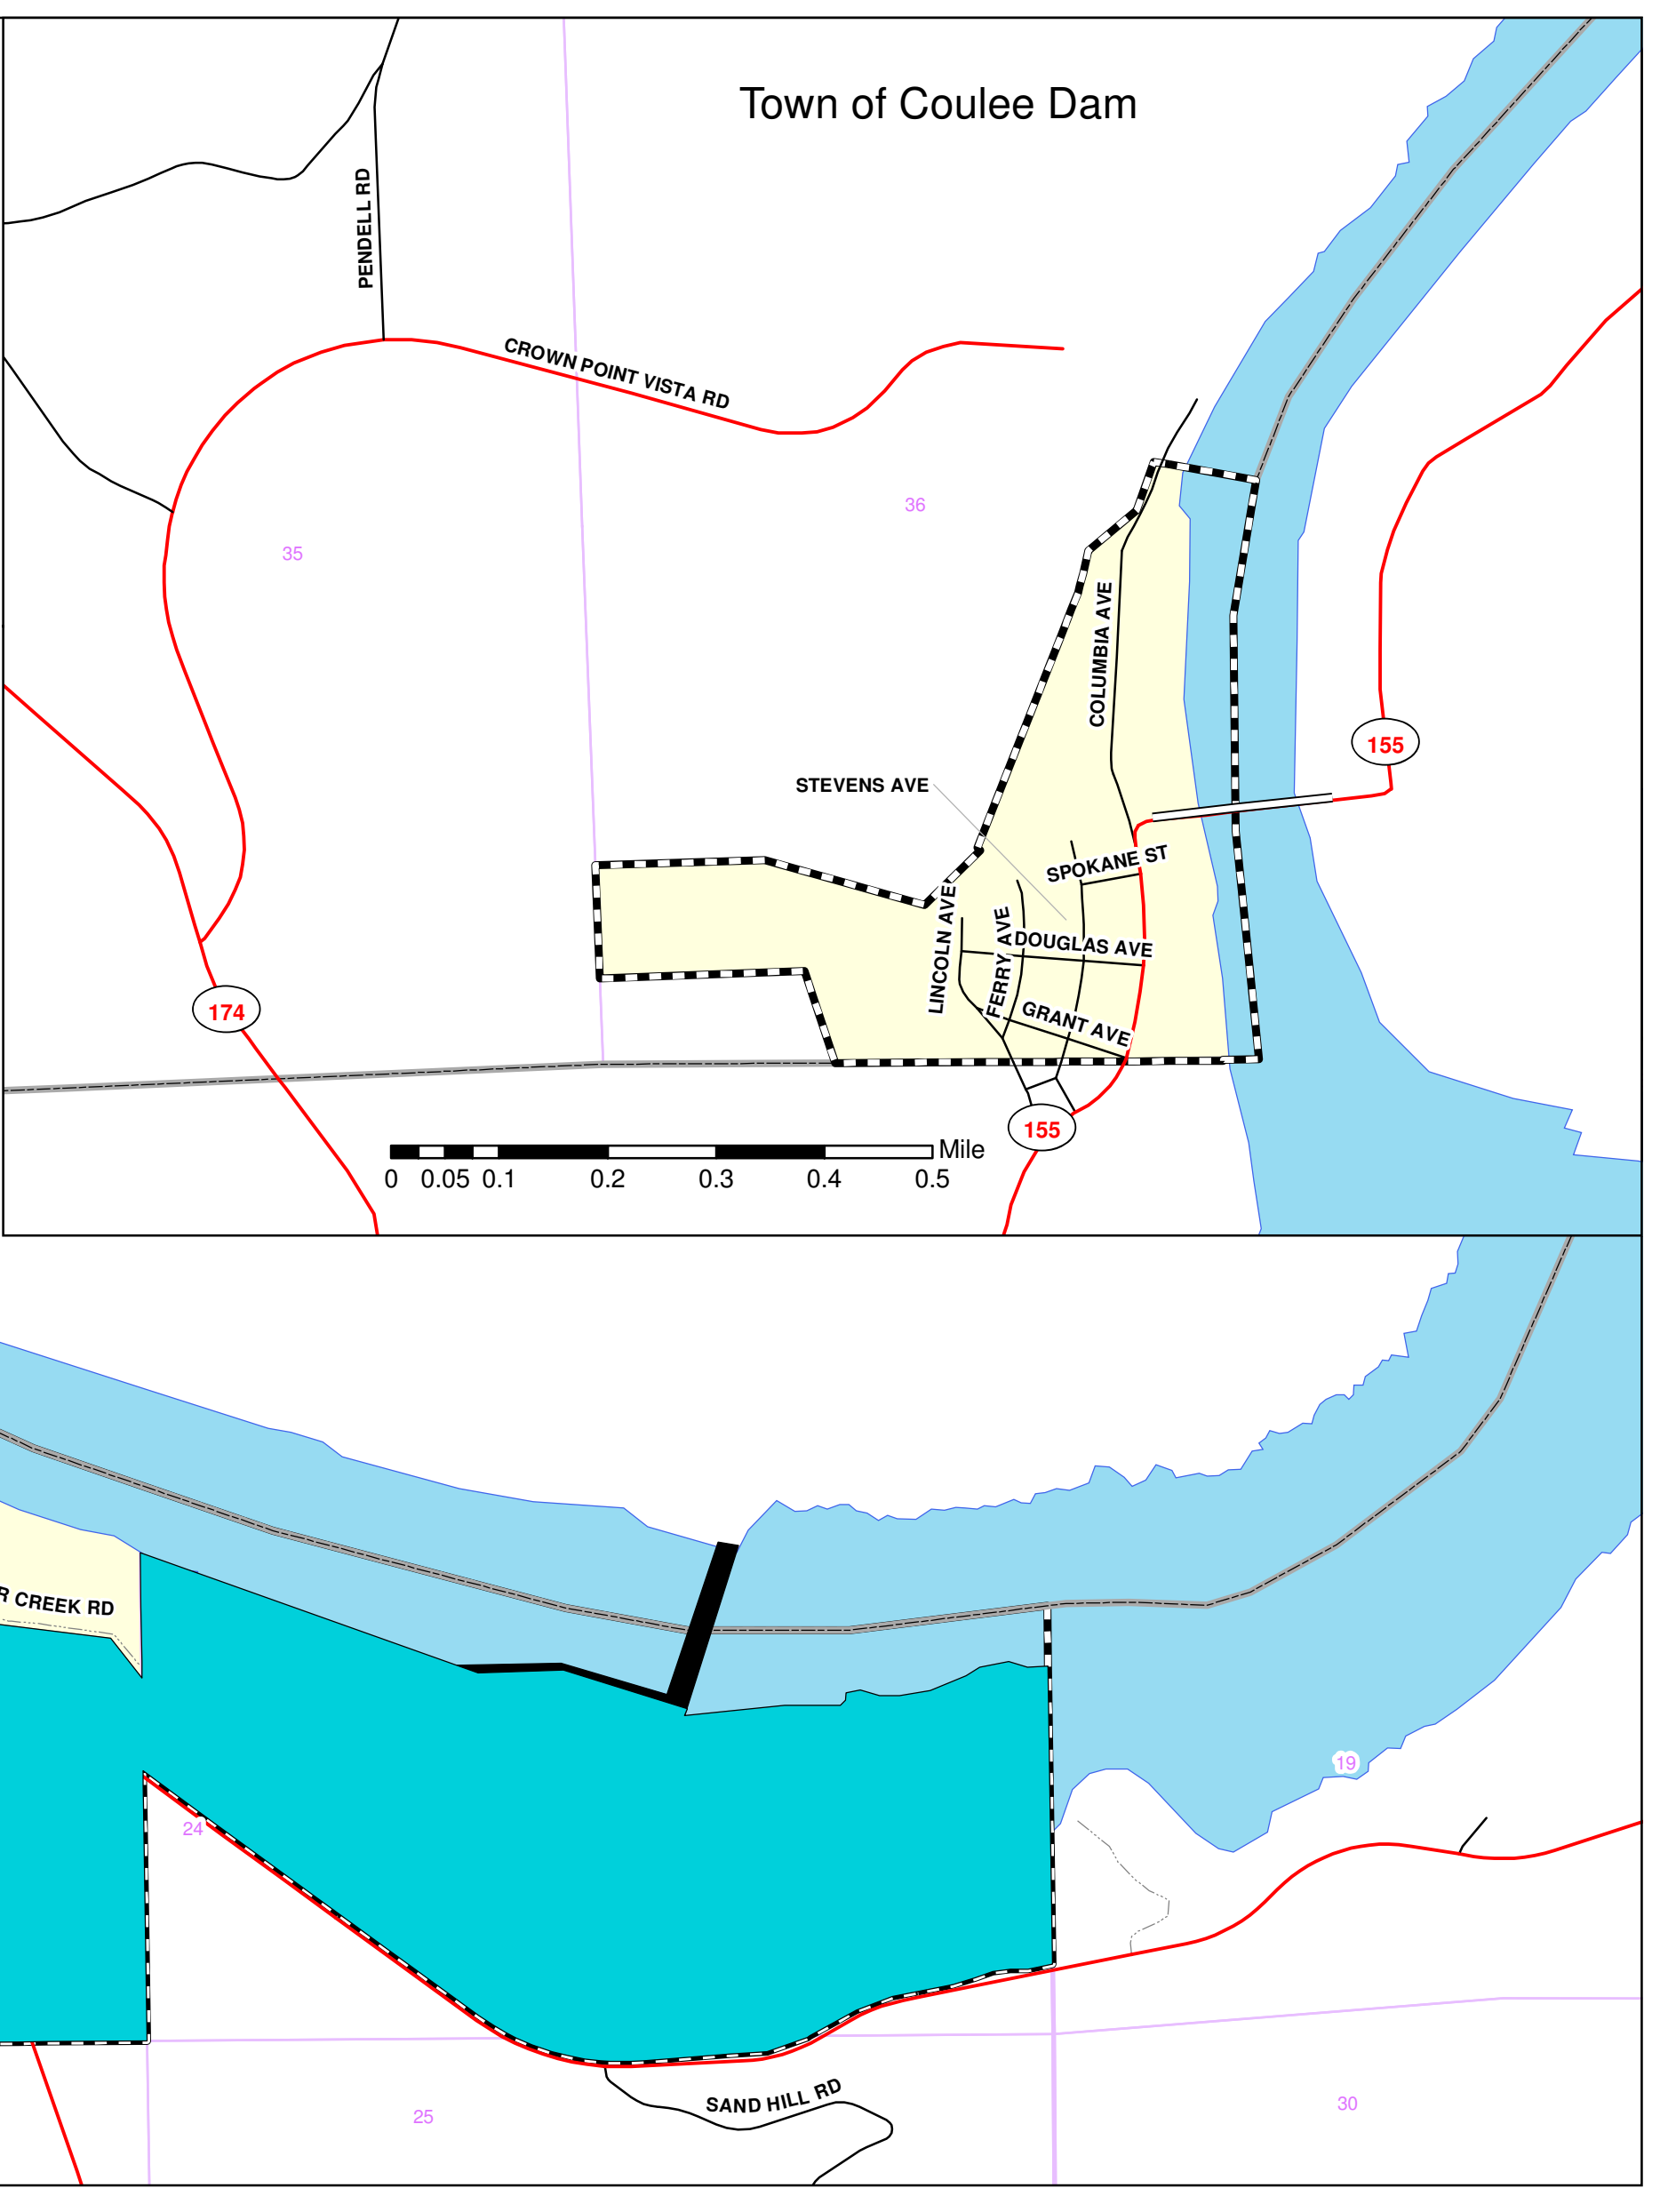 Town of Coulee Dam
PENDELL RD
CROWN POINT VISTA RD
36
35
COLUMBIA AVE
155
STEVENS AVE
SPOKANE ST
LINCOLN AVE
FERRY AVE
DOUGLAS AVE
GRANT AVE
174
155
Mile
0 0.05 0.1 0.2 0.3 0.4 0.5
R CREEK RD
19
24
SAND HILL RD
25
30